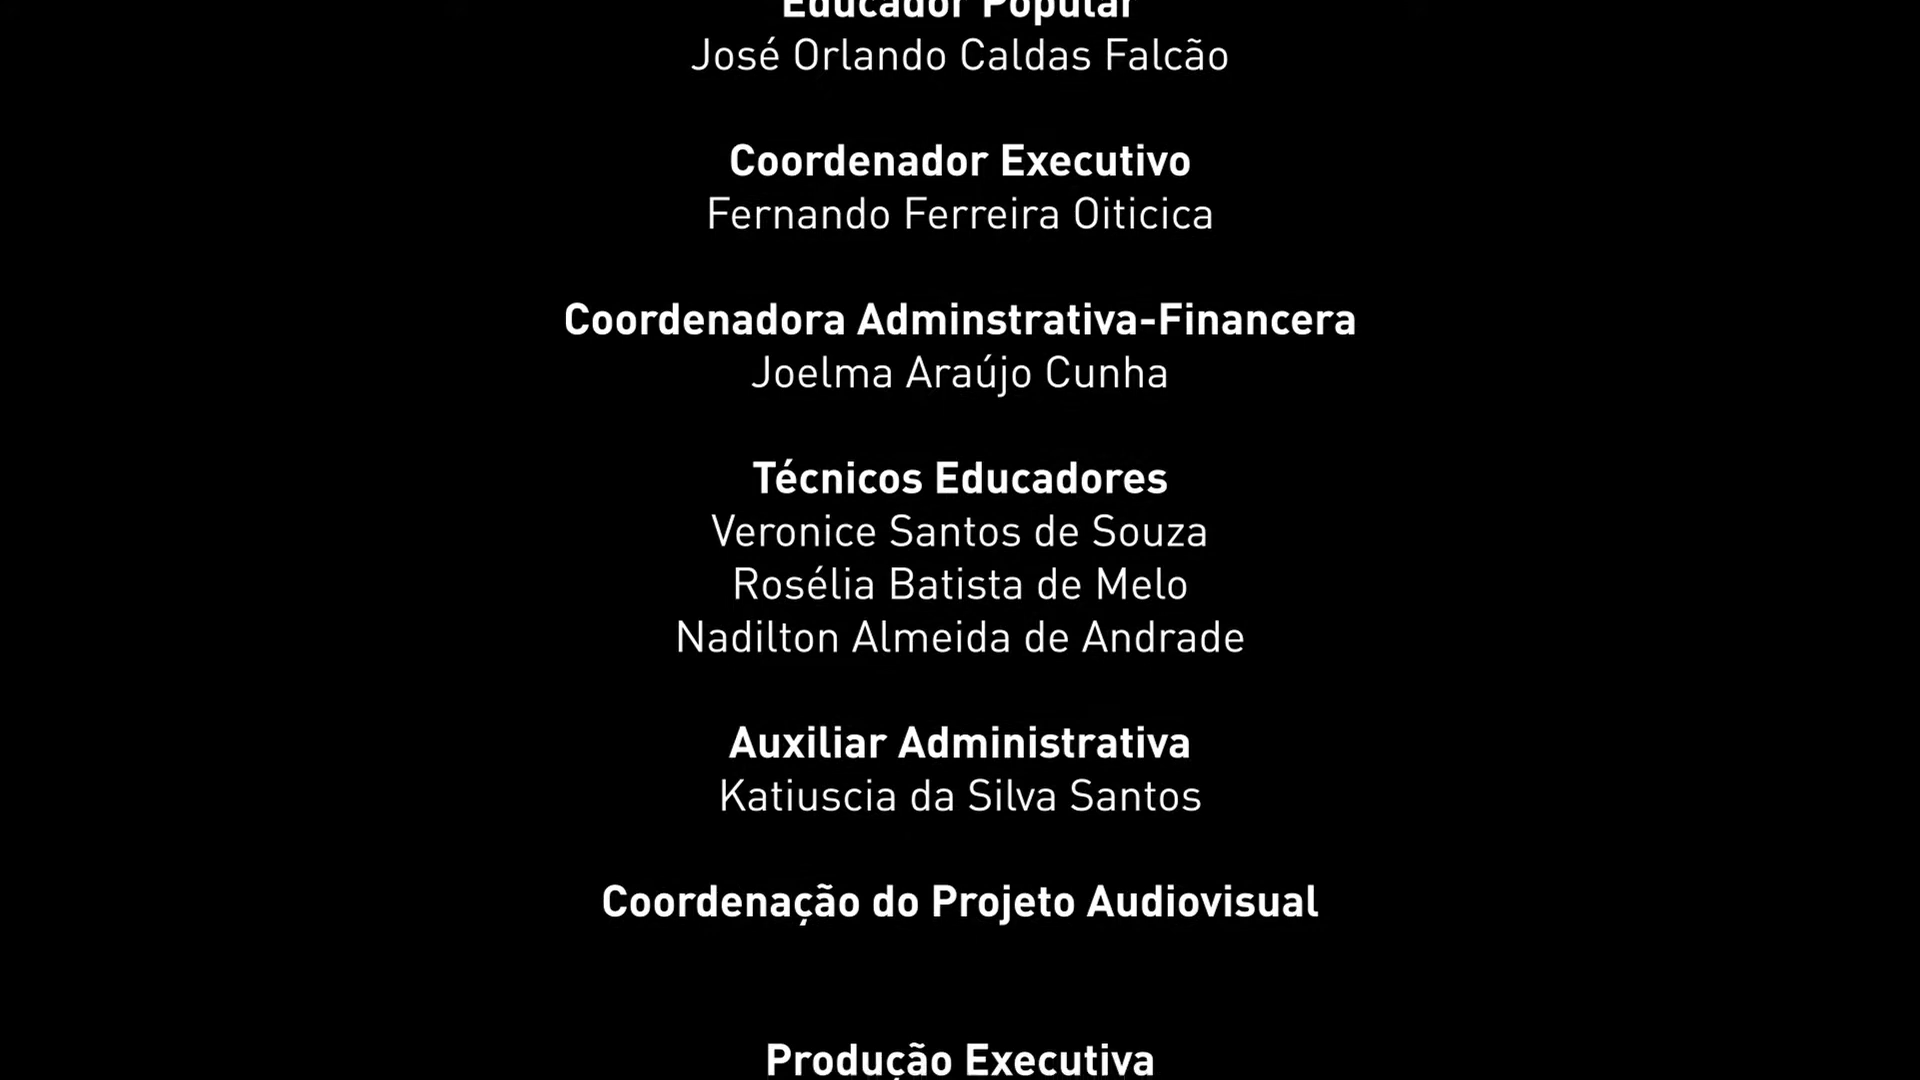 Educador Popular
José Orlando Caldas Falcão
Coordenador Executivo
Fernando Ferreira Oiticica
Coordenadora Adminstrativa-Financera
Joelma Araújo Cunha
Técnicos Educadores
Veronice Santos de Souza
Rosélia Batista de Melo
Nadilton Almeida de Andrade
Auxiliar Administrativa
Katiuscia da Silva Santos
Coordenação do Projeto Audiovisual
Produção Executiva